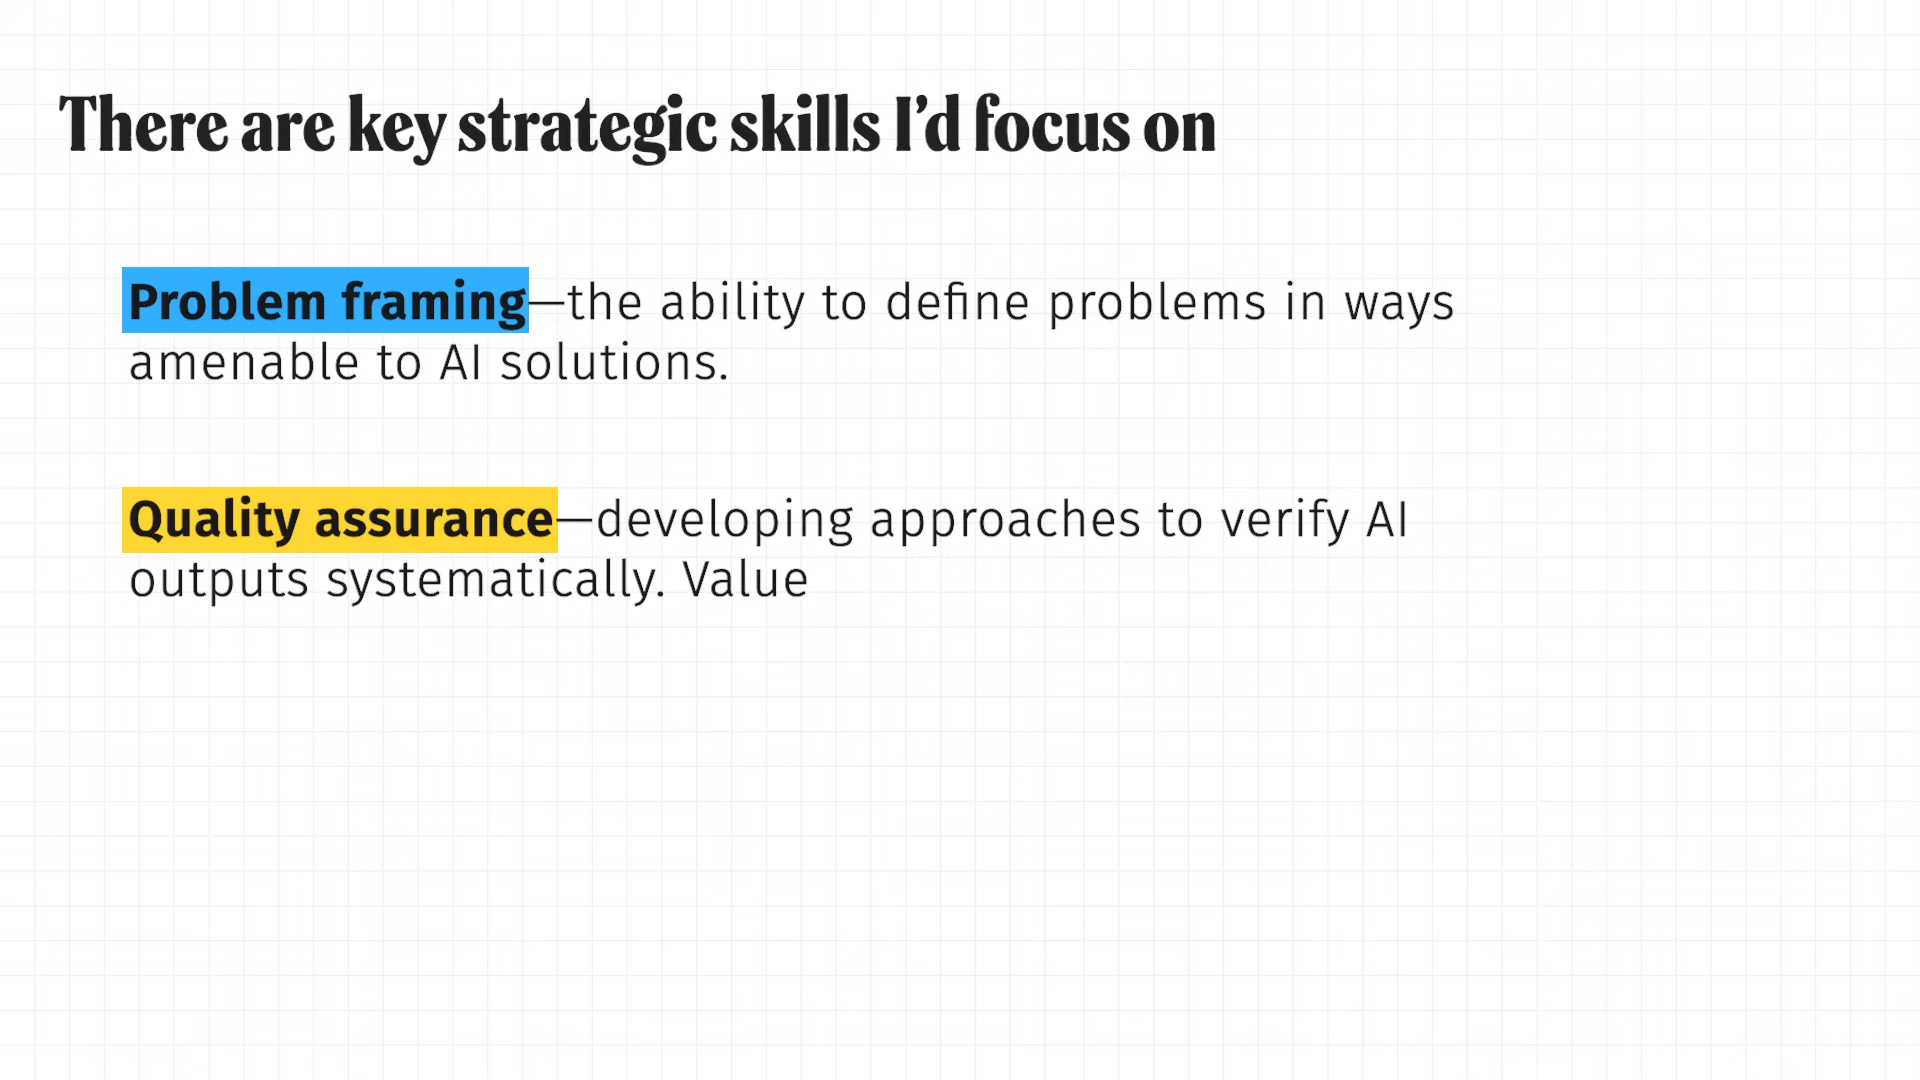 There are key strategic skills I’d focus on
Problem framing—the ability to define problems in ways
amenable to AI solutions.
Quality assurance—developing approaches to verify AI
outputs systematically. Value